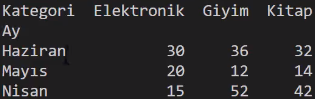 Kategori Elektronik Giyim Kitap
Ay
Haziran 30 36 32
Mayıs 20 12 14
Nisan 15 52 42